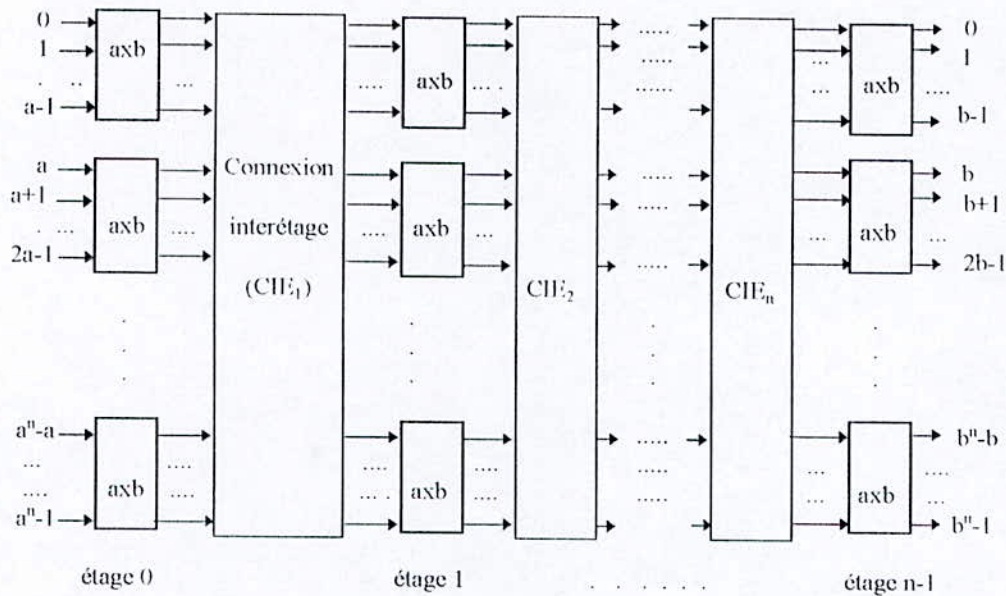 0
1
. ...
a-1
axb
...
a
a+1
. ...
2a-1
axb
....
aⁿ-a
...
....
aⁿ-1
axb
....
....
étage 0
Connexion
interétage
(CIE₁)
....
axb
...
....
axb
...
....
....
axb
....
....
étage 1
CIE₂
.....
.....
......
.....
.....
.....
.....
.....
.....
. . . . . .
CIEₙ
...
...
axb
....
0
1
b-1
...
axb
...
b
b+1
2b-1
....
...
axb
....
...
bⁿ-b
bⁿ-1
étage n-1